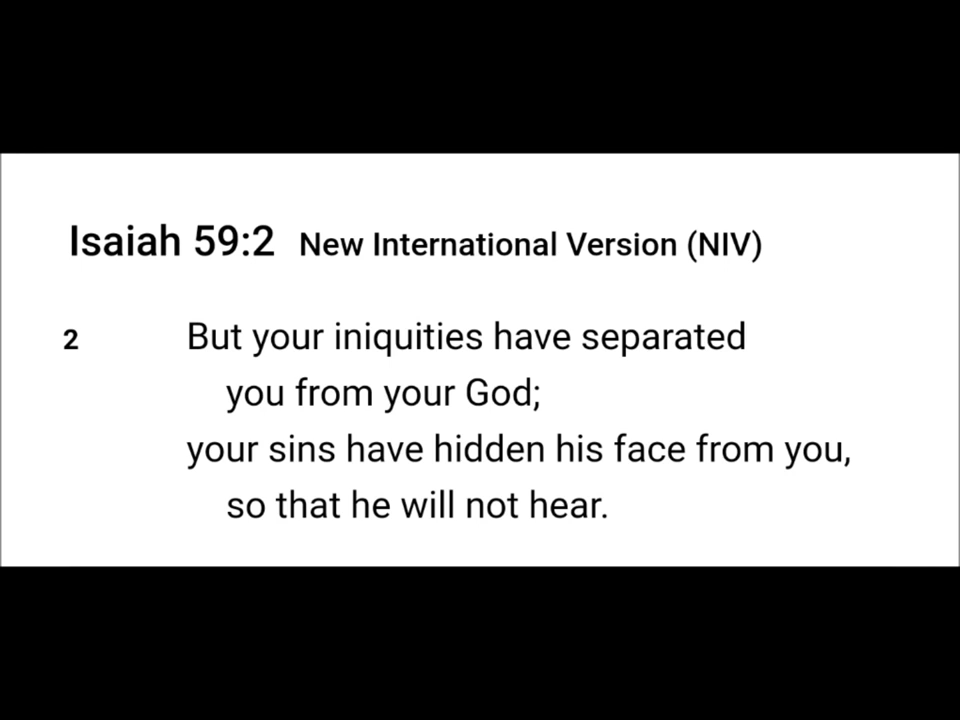 Isaiah 59:2 New International Version (NIV)
2 But your iniquities have separated
you from your God;
your sins have hidden his face from you,
so that he will not hear.